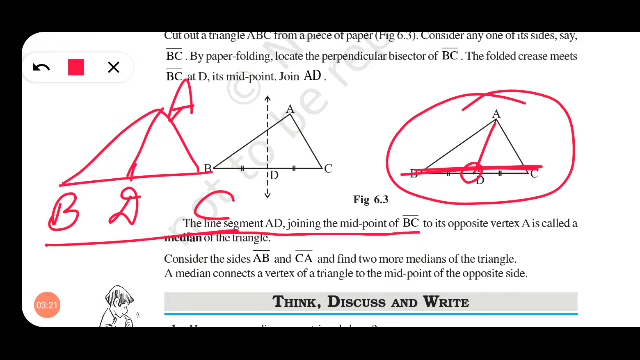 Cut out a triangle ABC from a piece of paper (Fig 6.3). Consider any one of its sides, say,
BC. By paper-folding, locate the perpendicular bisector of BC. The folded crease meets
BC at D, its mid-point. Join AD.
A
B D C
A
B D C
A
B D C
Fig 6.3
The line segment AD, joining the mid-point of BC to its opposite vertex A is called a
median of the triangle.
Consider the sides AB and CA and find two more medians of the triangle.
A median connects a vertex of a triangle to the mid-point of the opposite side.
03:21
THINK, DISCUSS AND WRITE
not to be rep